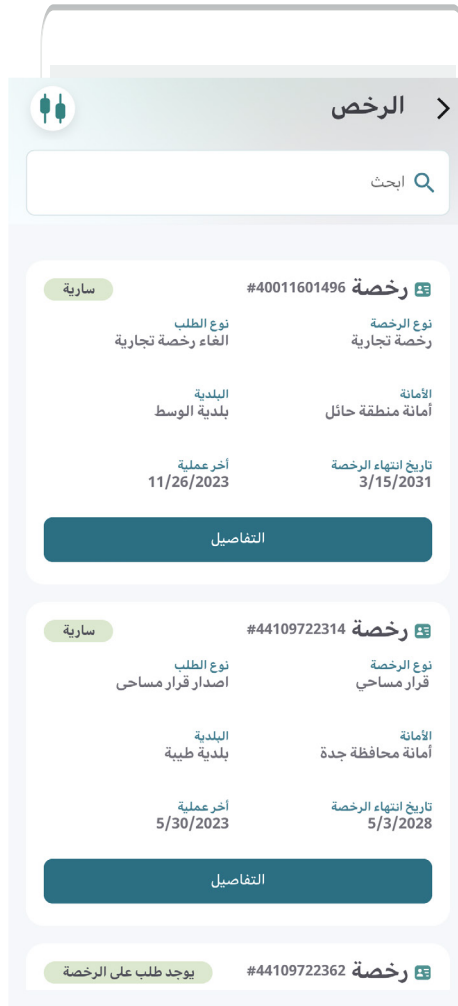 الرخص
ابحث
رخصة 40011601496# سارية
نوع الرخصة نوع الطلب
رخصة تجارية الغاء رخصة تجارية
الأمانة البلدية
أمانة منطقة حائل بلدية الوسط
تاريخ انتهاء الرخصة أخر عملية
3/15/2031 11/26/2023
التفاصيل
رخصة 44109722314# سارية
نوع الرخصة نوع الطلب
قرار مساحي اصدار قرار مساحى
الأمانة البلدية
أمانة محافظة جدة بلدية طيبة
تاريخ انتهاء الرخصة أخر عملية
5/3/2028 5/30/2023
التفاصيل
رخصة 44109722362# يوجد طلب على الرخصة